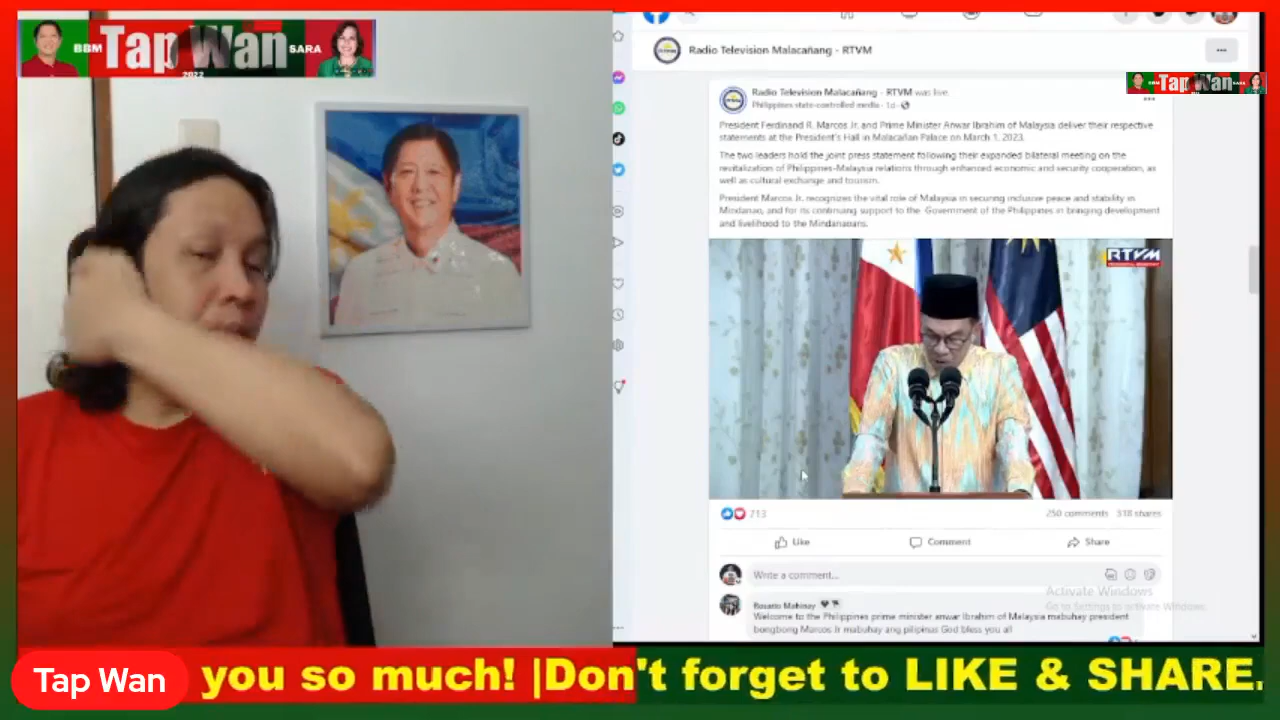 BBM Tap Wan SARA
2022
Radio Television Malacañang - RTVM
Radio Television Malacañang - RTVM was live.
Philippines state-controlled media · 1d ·
President Ferdinand R. Marcos Jr. and Prime Minister Anwar Ibrahim of Malaysia deliver their respective
statements at the President's Hall in Malacañan Palace on March 1, 2023.
The two leaders hold the joint press statement following their expanded bilateral meeting on the
revitalization of Philippines-Malaysia relations through enhanced economic and security cooperation, as
well as cultural exchange and tourism.
President Marcos Jr. recognizes the vital role of Malaysia in securing inclusive peace and stability in
Mindanao, and for its continuing support to the Government of the Philippines in bringing development
and livelihood to the Mindanaoans.
Tap Wan
RTVM
713
250 comments 318 shares
Like Comment Share
Write a comment...
Activate Windows
Go to Settings to activate Windows.
Rosario Mahinay
Welcome to the Philippines prime minister anwar Ibrahim of Malaysia mabuhay president
bongbong Marcos Jr mabuhay ang pilipinas God bless you all
Tap Wan
you so much! |Don't forget to LIKE & SHARE.